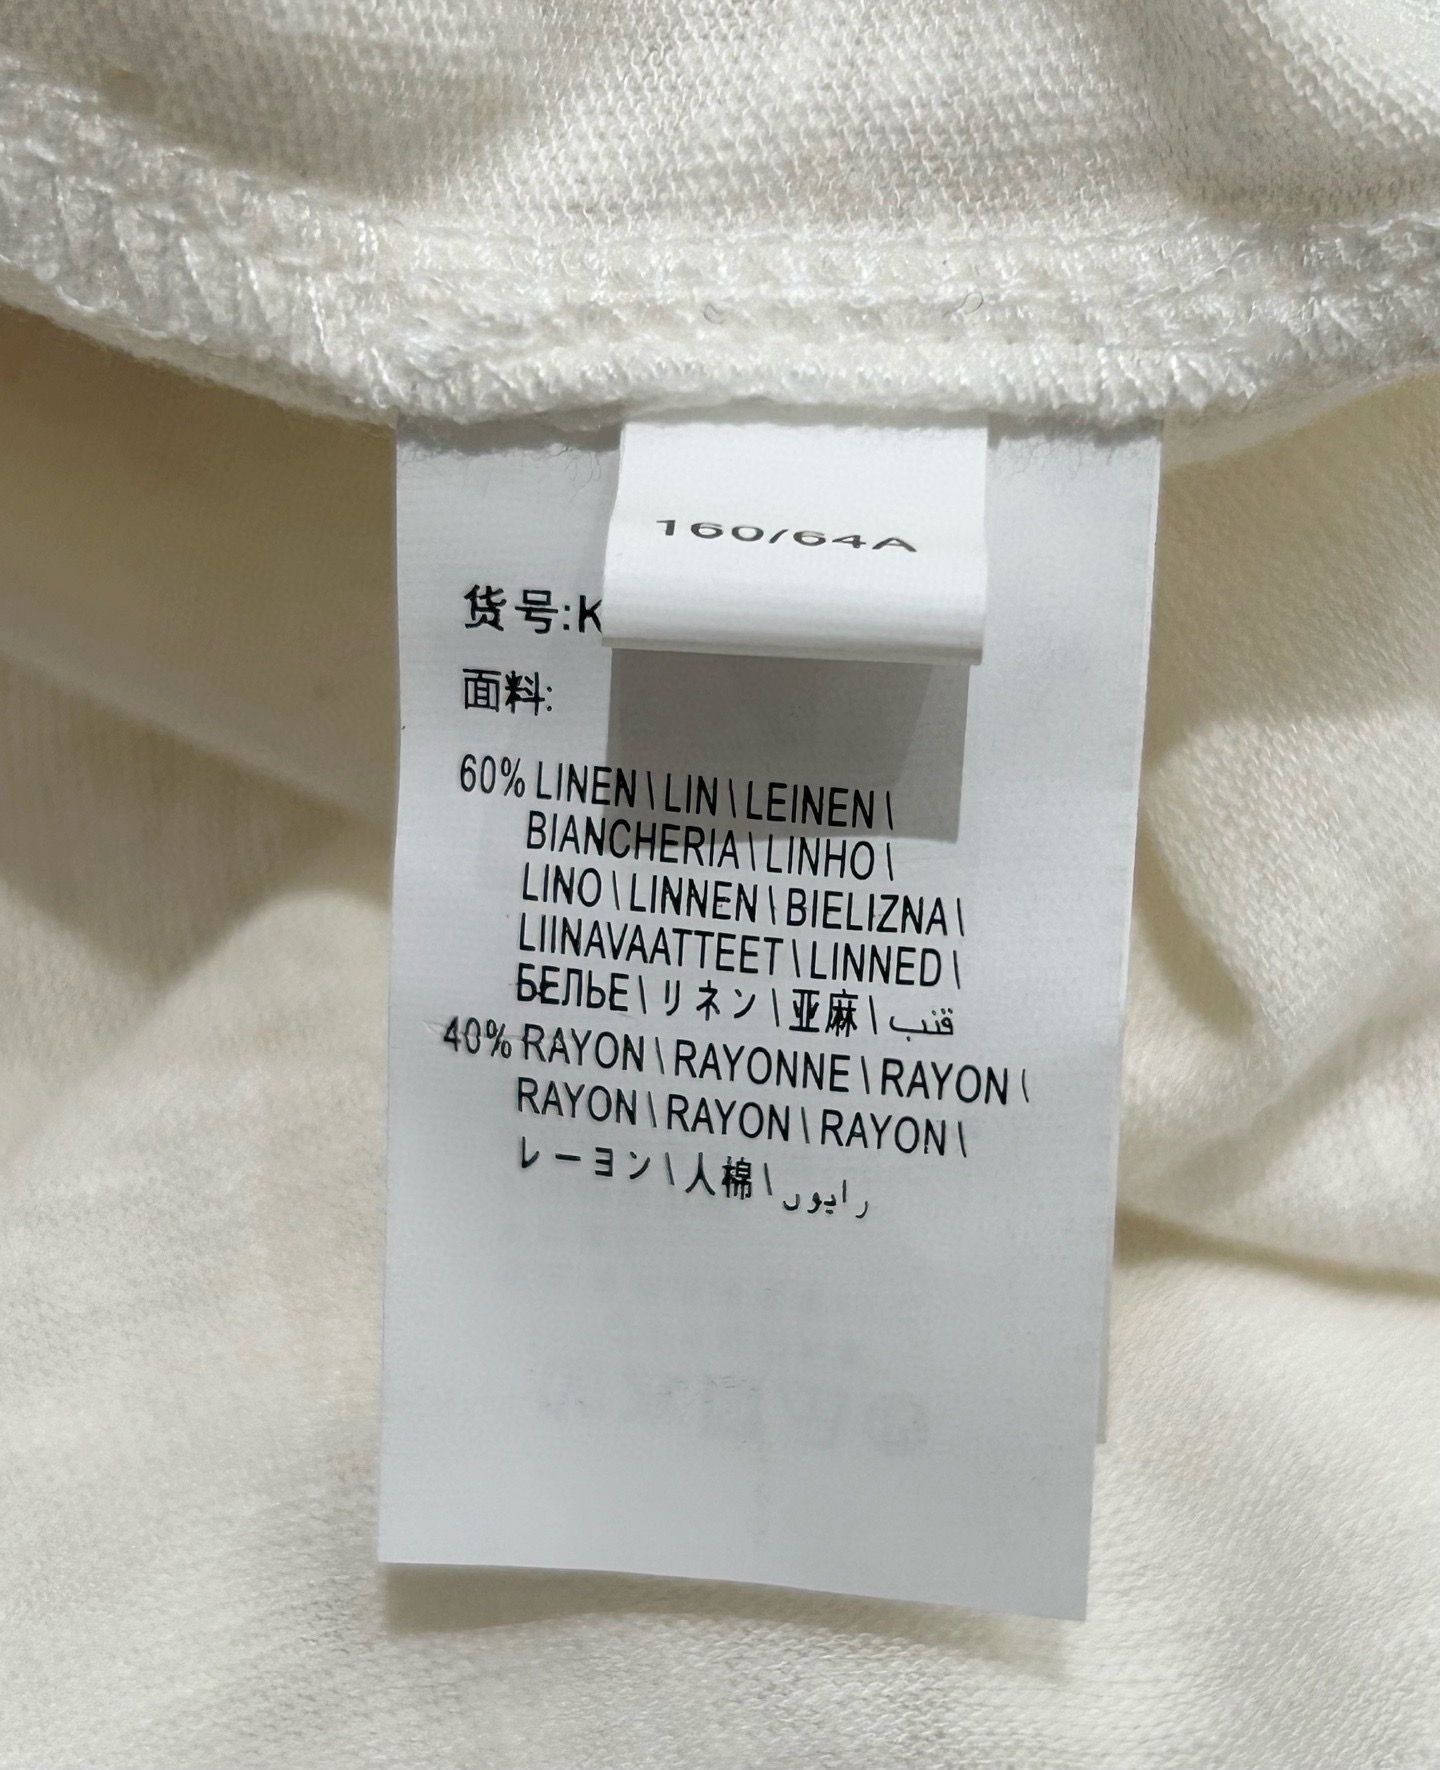 160/64A
货号:K
面料:
60% LINEN \ LIN \ LEINEN \
BIANCHERIA \ LINHO \
LINO \ LINNEN \ BIELIZNA \
LIINAVAATTEET \ LINNED \
БЕЛЬЕ \ リネン \ 亚麻 \ قنب
40% RAYON \ RAYONNE \ RAYON \
RAYON \ RAYON \ RAYON \
レーヨン \ 人棉 \ رايون